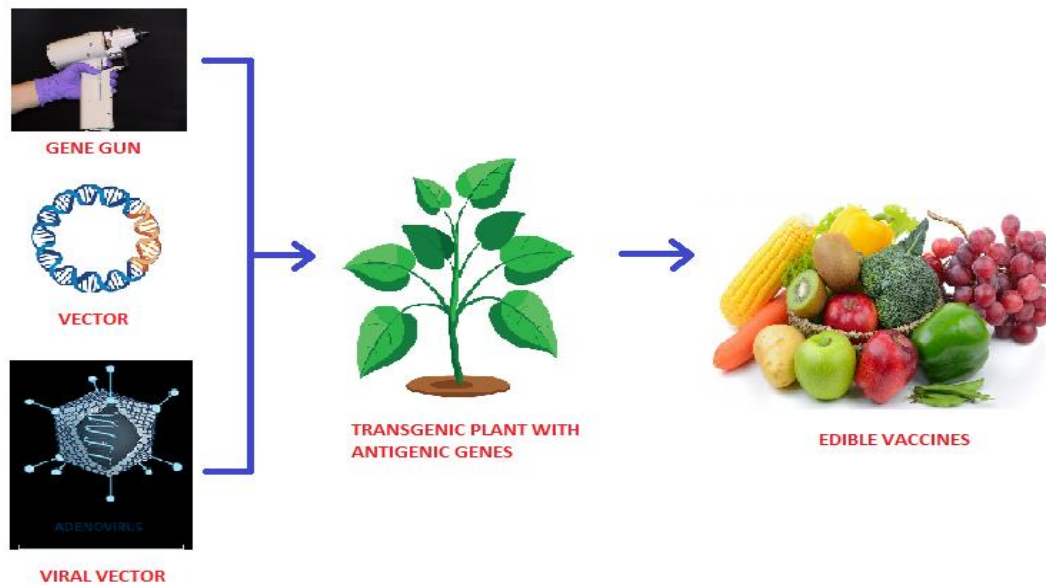 GENE GUN
VECTOR
ADENOVIRUS
VIRAL VECTOR
TRANSGENIC PLANT WITH
ANTIGENIC GENES
EDIBLE VACCINES